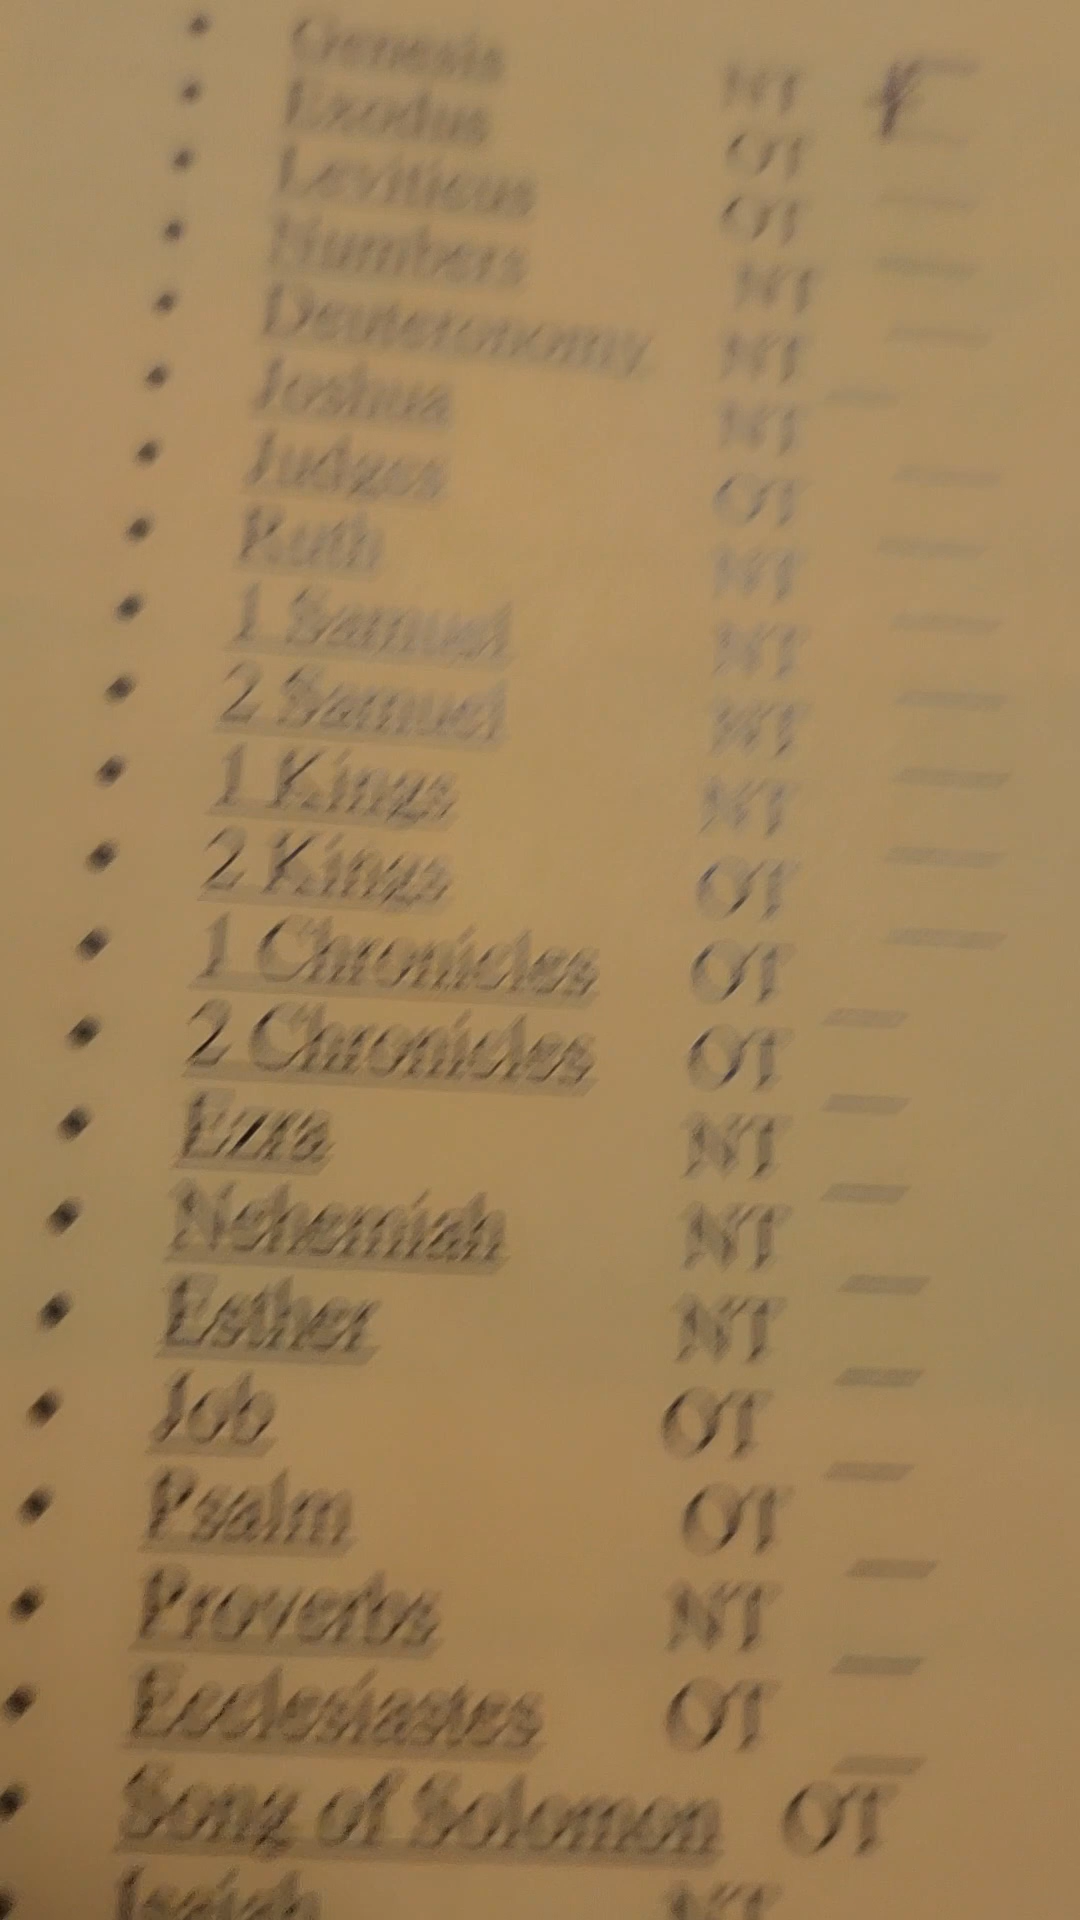 • Genesis NT F
• Exodus OT
• Leviticus OT
• Numbers NT
• Deuteronomy NT
• Joshua NT
• Judges OT
• Ruth NT
• 1 Samuel NT
• 2 Samuel NT
• 1 Kings NT
• 2 Kings OT
• 1 Chronicles OT
• 2 Chronicles OT
• Ezra NT
• Nehemiah NT
• Esther NT
• Job OT
• Psalm OT
• Proverbs NT
• Ecclesiastes OT
• Song of Solomon OT
• Isaiah NT